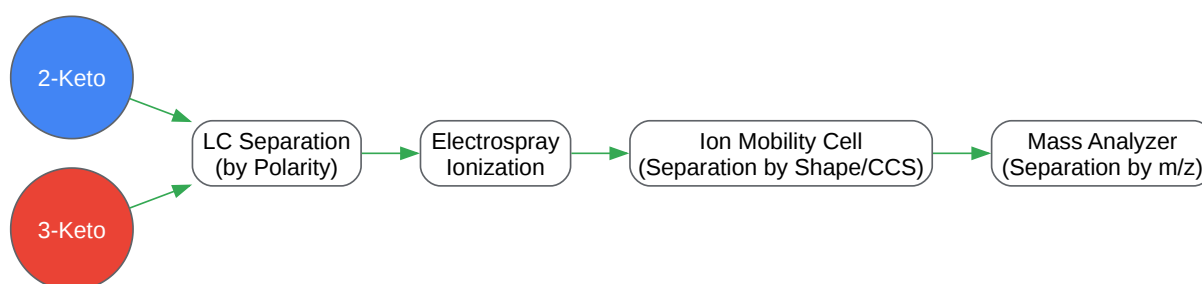 2-Keto
3-Keto
LC Separation
(by Polarity)
Electrospray
Ionization
Ion Mobility Cell
(Separation by Shape/CCS)
Mass Analyzer
(Separation by m/z)